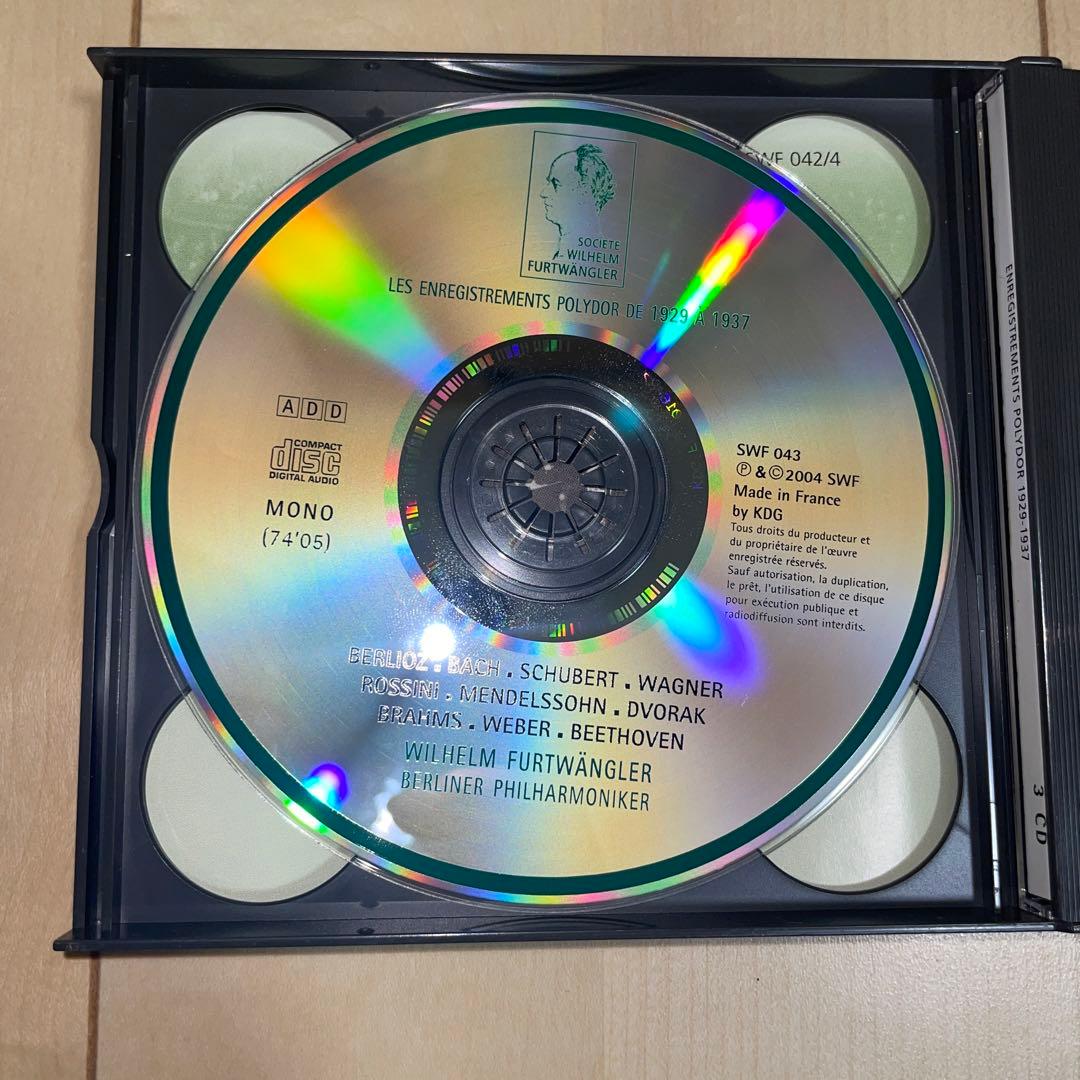 SOCIETE
WILHELM
FURTWÄNGLER
LES ENREGISTREMENTS POLYDOR DE 1929 À 1937
SWF 042/4
ADD
COMPACT
disc
DIGITAL AUDIO
MONO
(74'05)
SWF 043
℗ & © 2004 SWF
Made in France
by KDG
Tous droits du producteur et
du propriétaire de l'œuvre
enregistrée réservés.
Sauf autorisation, la duplication,
le prêt, l'utilisation de ce disque
pour exécution publique et
radiodiffusion sont interdits.
BERLIOZ . BACH . SCHUBERT . WAGNER
ROSSINI . MENDELSSOHN . DVORAK
BRAHMS . WEBER . BEETHOVEN
WILHELM FURTWÄNGLER
BERLINER PHILHARMONIKER
ENREGISTREMENTS POLYDOR 1929-1937
3 CD